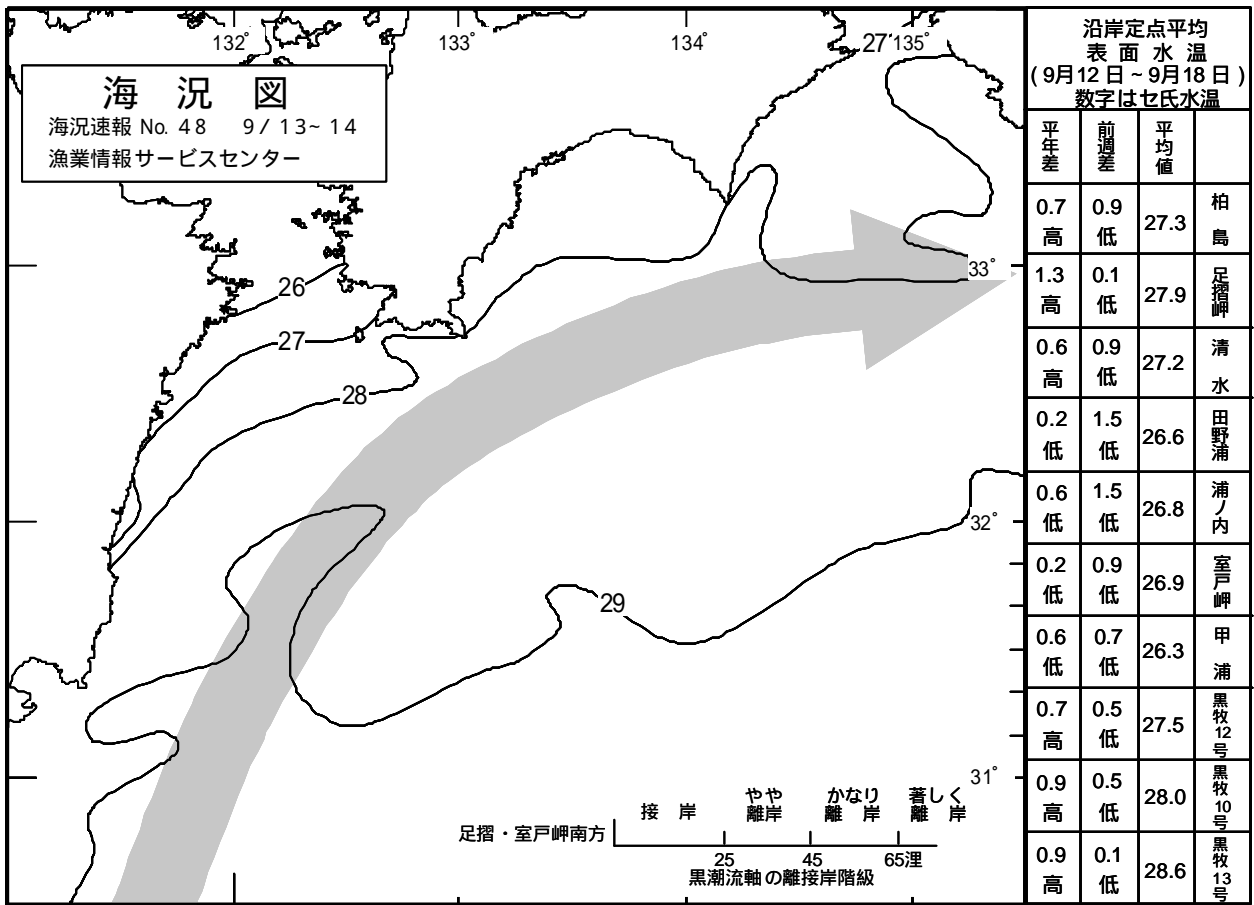 132°
133°
134°
27
135°
海況図
海況速報 No. 48 9/13~14
漁業情報サービスセンター
26
27
28
29
33°
32°
31°
接岸
やや離岸
かなり離岸
著しく離岸
足摺・室戸岬南方
25 45 65浬
黒潮流軸の離接岸階級
沿岸定点平均
表面水温
(9月12日~9月18日)
数字はセ氏水温
平年差 前週差 平均値
0.7高 0.9低 27.3 柏島
1.3高 0.1低 27.9 足摺岬
0.6高 0.9低 27.2 清水
0.2低 1.5低 26.6 田野浦
0.6低 1.5低 26.8 浦ノ内
0.2低 0.9低 26.9 室戸岬
0.6低 0.7低 26.3 甲浦
0.7高 0.5低 27.5 黒牧12号
0.9高 0.5低 28.0 黒牧10号
0.9高 0.1低 28.6 黒牧13号